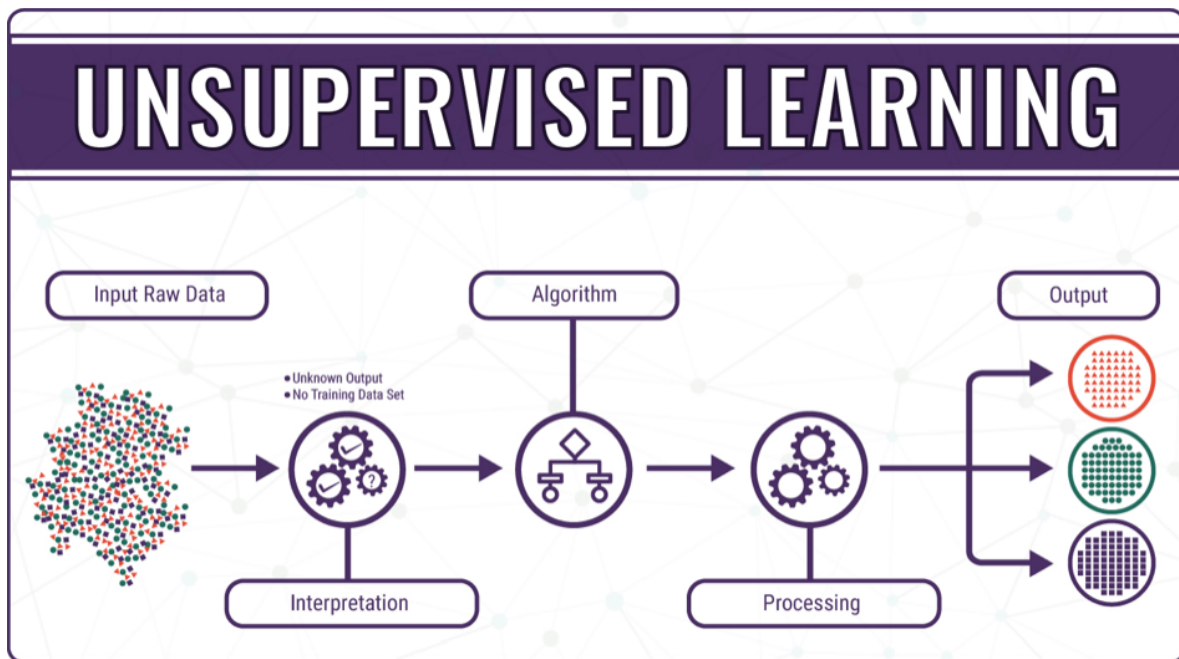 UNSUPERVISED LEARNING
Input Raw Data
Algorithm
Output
• Unknown Output
• No Training Data Set
?
Interpretation
Processing